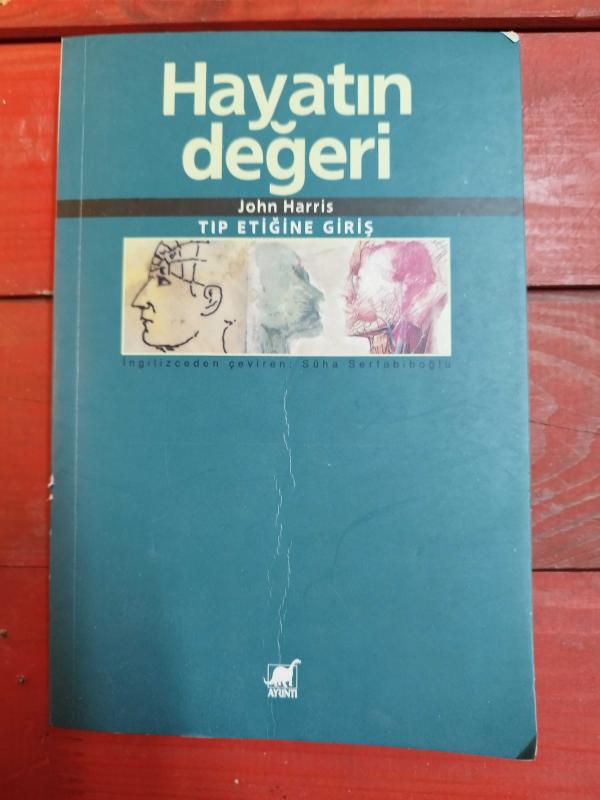 Hayatın
değeri
John Harris
TIP ETİĞİNE GİRİŞ
İngilizceden çeviren: Süha Sertabiboğlu
AYRINTI